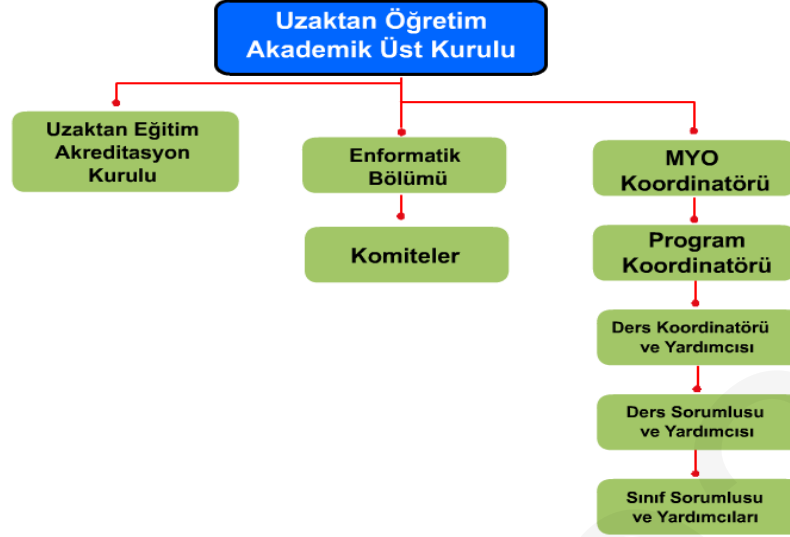 Uzaktan Öğretim
Akademik Üst Kurulu
Uzaktan Eğitim
Akreditasyon
Kurulu
Enformatik
Bölümü
Komiteler
MYO
Koordinatörü
Program
Koordinatörü
Ders Koordinatörü
ve Yardımcısı
Ders Sorumlusu
ve Yardımcısı
Sınıf Sorumlusu
ve Yardımcıları